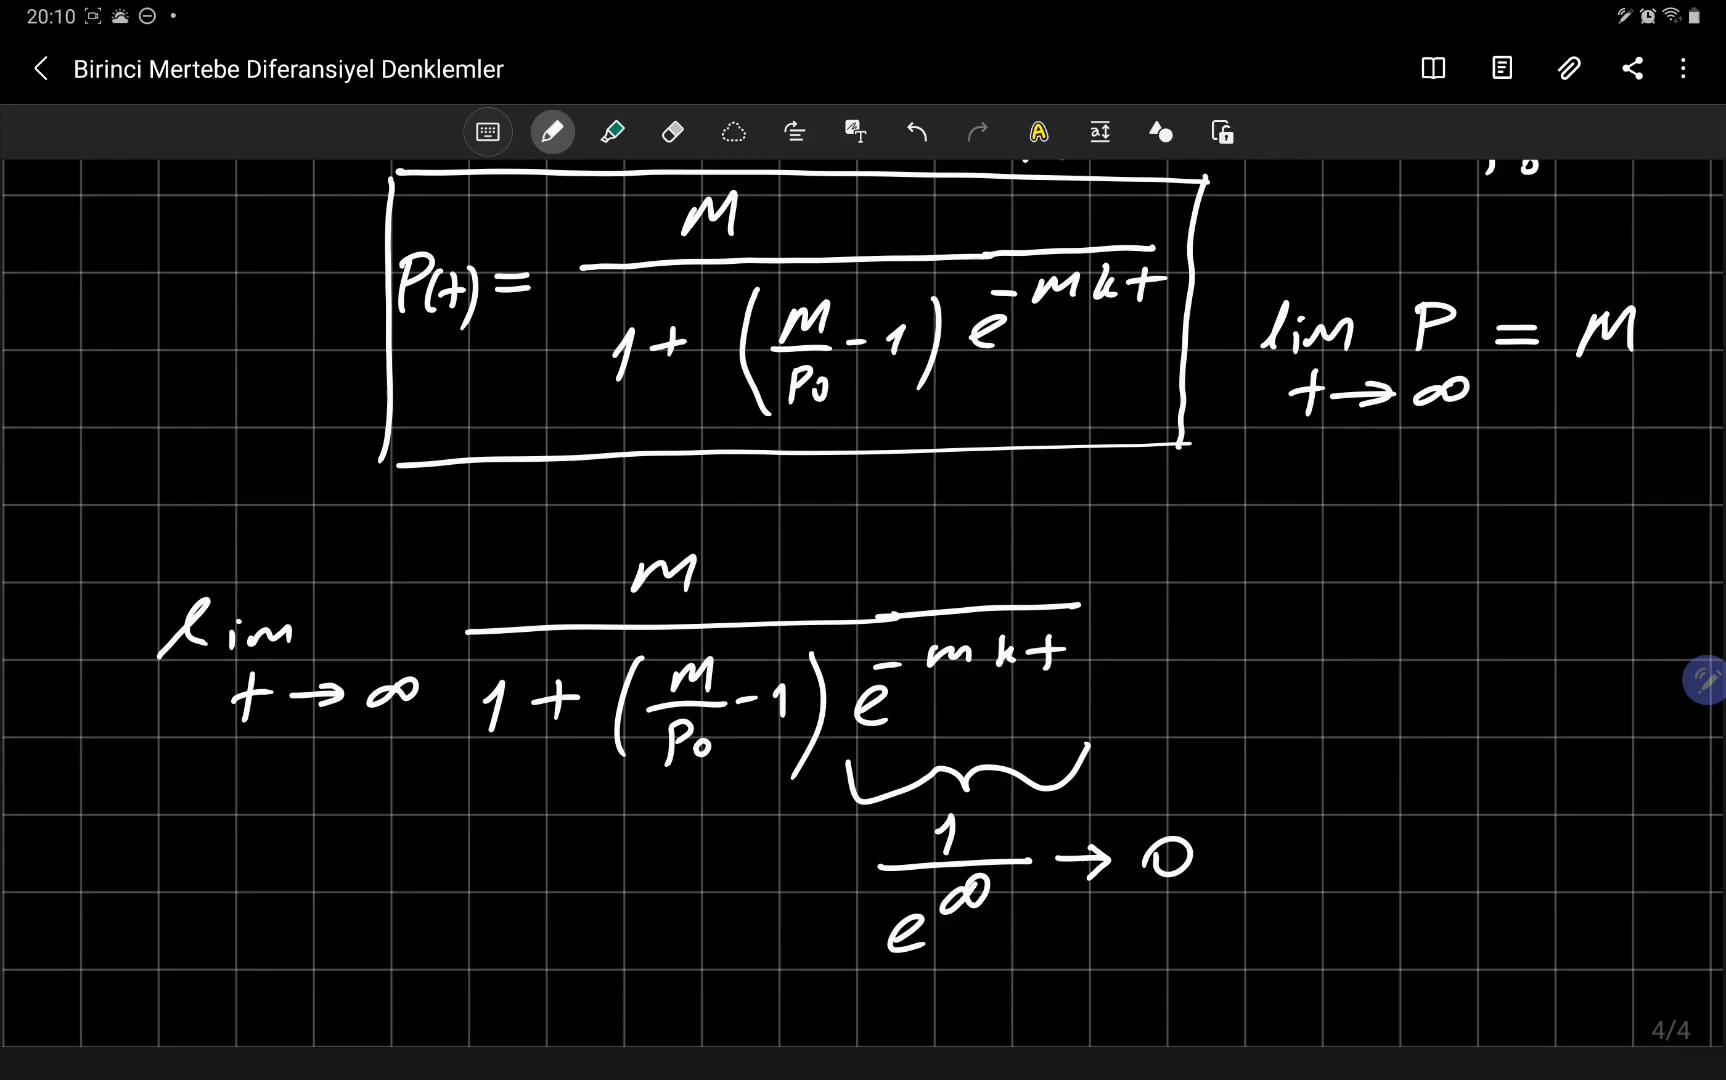 20:10
Birinci Mertebe Diferansiyel Denklemler
P(t) = M / (1 + (M/P0 - 1) e^(-Mkt))
lim t→∞ P = M
lim t→∞ M / (1 + (M/P0 - 1) e^(-mkt))
1 / e^∞ → 0
4/4